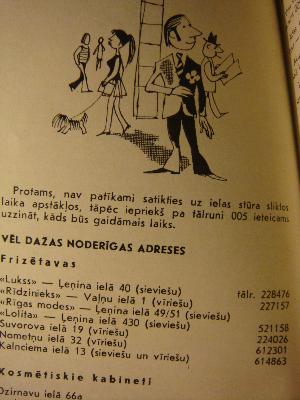 Protams, nav patīkami satikties uz ielas stūra sliktos
laika apstākļos, tāpēc iepriekš pa tālruni 005 ieteicams
uzzināt, kāds būs gaidāmais laiks.
VĒL DAŽAS NODERĪGAS ADRESES
Frizētavas
«Lukss» — Ļeņina ielā 40 (sieviešu) tālr. 228476
«Rīdzinieks» — Vaļņu ielā 1 (vīriešu) 227157
«Rīgas modes» — Ļeņina ielā 49/51 (sieviešu)
«Lolita» — Ļeņina ielā 430 (sieviešu) 521158
Suvorova ielā 19 (vīriešu) 224026
Nometņu ielā 32 (vīriešu) 612301
Kalnciema ielā 13 (sieviešu un vīriešu) 614863
Kosmētiskie kabineti
Dzirnavu ielā 66a